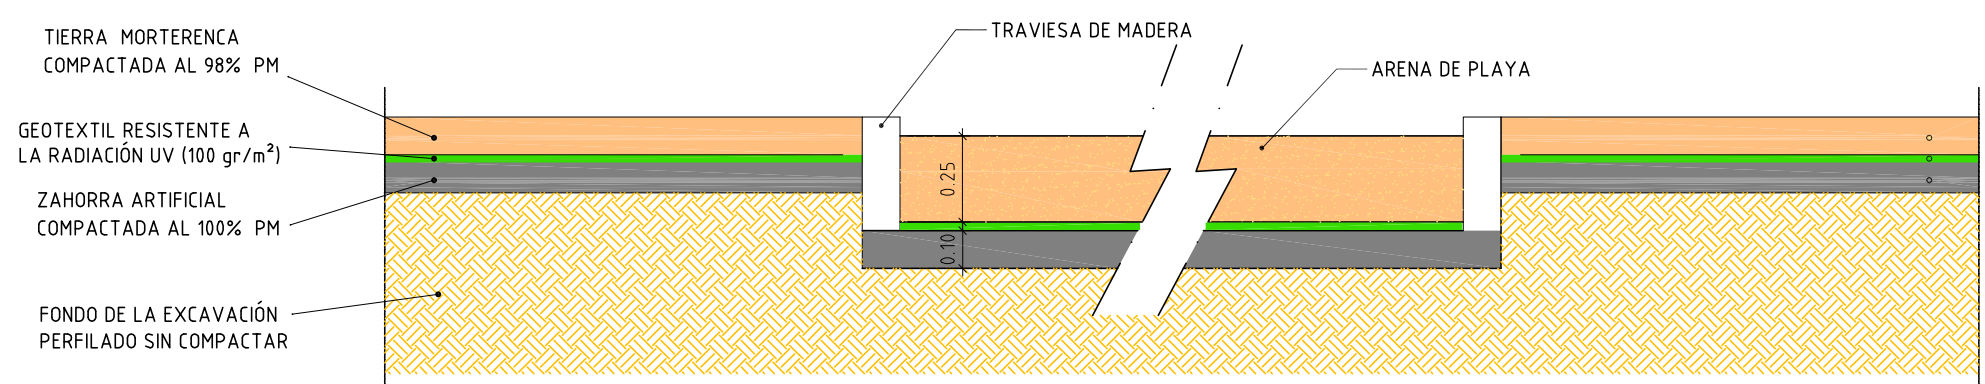 TIERRA MORTERENCA
COMPACTADA AL 98% PM
GEOTEXTIL RESISTENTE A
LA RADIACIÓN UV (100 gr/m²)
ZAHORRA ARTIFICIAL
COMPACTADA AL 100% PM
FONDO DE LA EXCAVACIÓN
PERFILADO SIN COMPACTAR
TRAVIESA DE MADERA
ARENA DE PLAYA
0.25
0.10